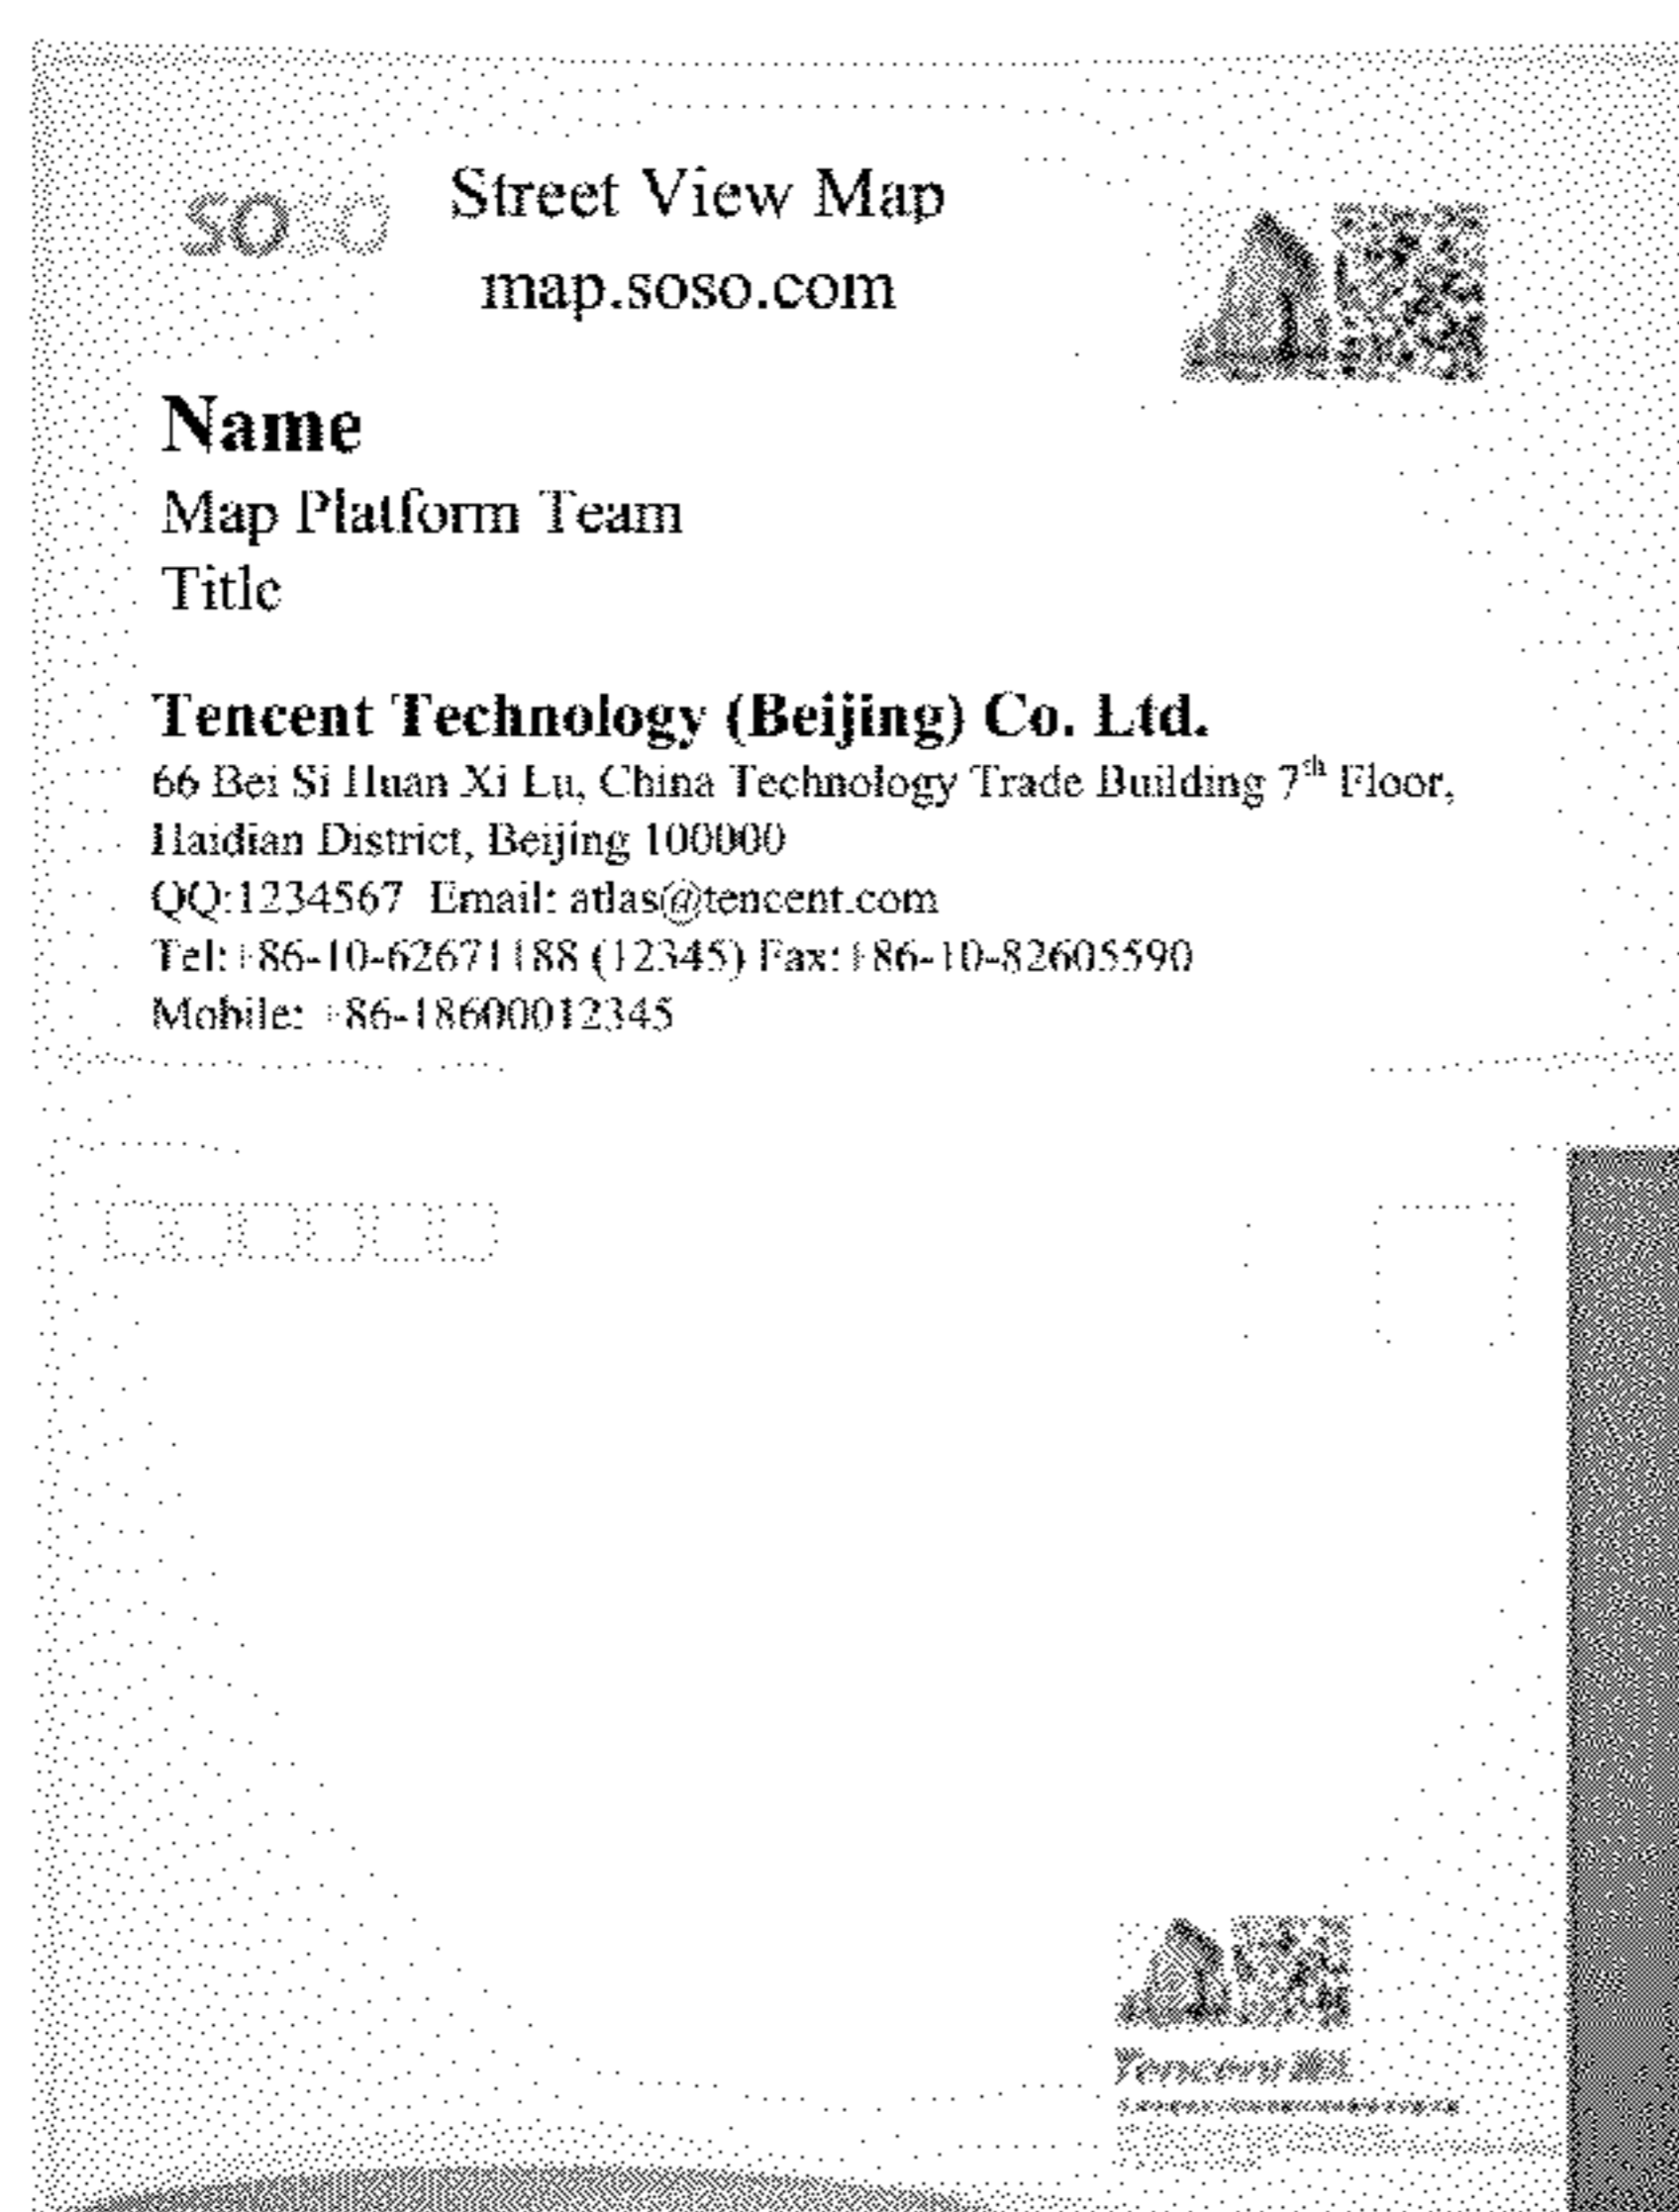 SOSO
Street View Map
map.soso.com
Name
Map Platform Team
Title
Tencent Technology (Beijing) Co. Ltd.
66 Bei Si Huan Xi Lu, China Technology Trade Building 7th Floor,
Haidian District, Beijing 100000
QQ:1234567 Email: atlas@tencent.com
Tel:+86-10-62671188 (12345) Fax:+86-10-82605590
Mobile: +86-18600012345
Tencent